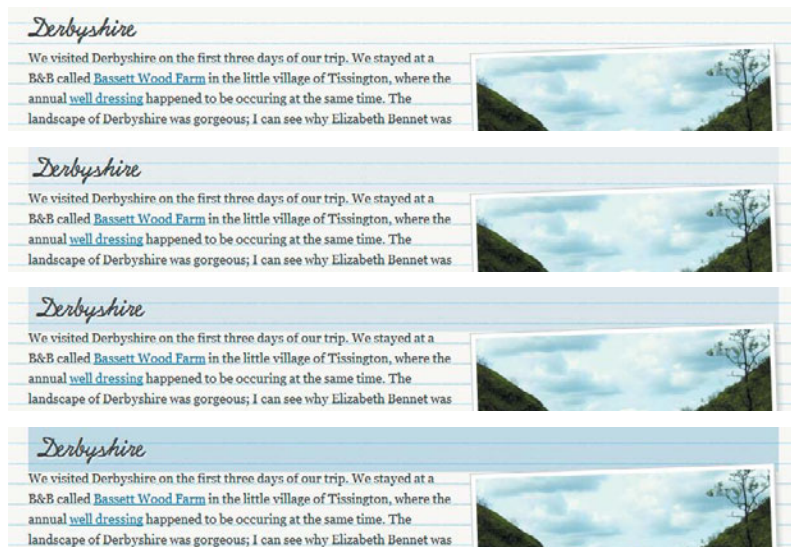 Derbyshire
We visited Derbyshire on the first three days of our trip. We stayed at a
B&B called Bassett Wood Farm in the little village of Tissington, where the
annual well dressing happened to be occuring at the same time. The
landscape of Derbyshire was gorgeous; I can see why Elizabeth Bennet was
Derbyshire
We visited Derbyshire on the first three days of our trip. We stayed at a
B&B called Bassett Wood Farm in the little village of Tissington, where the
annual well dressing happened to be occuring at the same time. The
landscape of Derbyshire was gorgeous; I can see why Elizabeth Bennet was
Derbyshire
We visited Derbyshire on the first three days of our trip. We stayed at a
B&B called Bassett Wood Farm in the little village of Tissington, where the
annual well dressing happened to be occuring at the same time. The
landscape of Derbyshire was gorgeous; I can see why Elizabeth Bennet was
Derbyshire
We visited Derbyshire on the first three days of our trip. We stayed at a
B&B called Bassett Wood Farm in the little village of Tissington, where the
annual well dressing happened to be occuring at the same time. The
landscape of Derbyshire was gorgeous; I can see why Elizabeth Bennet was